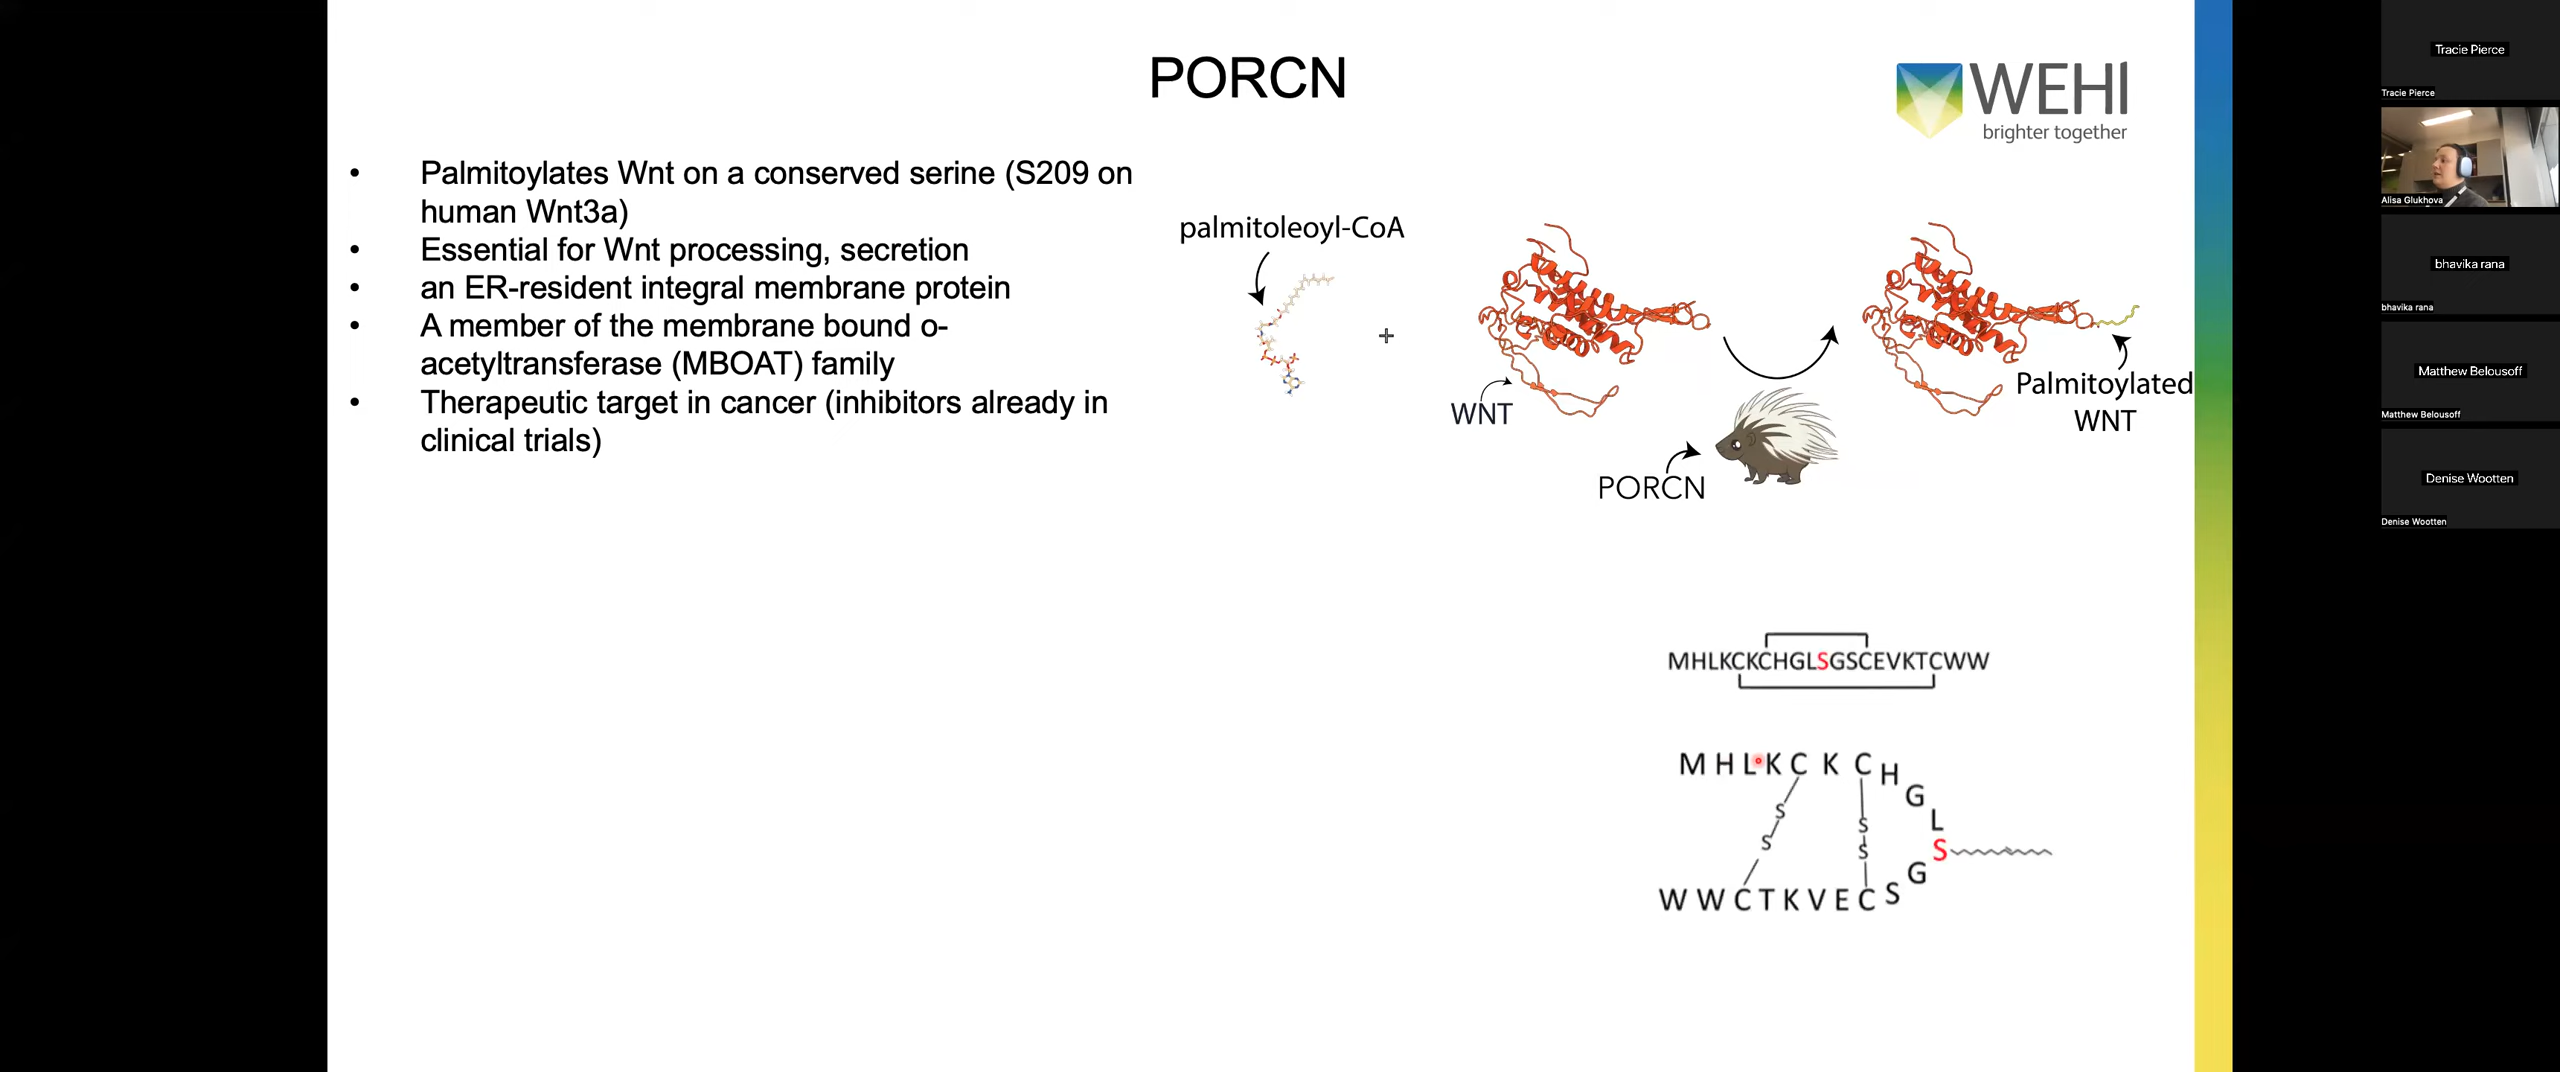 PORCN
WEHI
brighter together
• Palmitoylates Wnt on a conserved serine (S209 on
human Wnt3a)
• Essential for Wnt processing, secretion
• an ER-resident integral membrane protein
• A member of the membrane bound o-
acetyltransferase (MBOAT) family
• Therapeutic target in cancer (inhibitors already in
clinical trials)
palmitoleoyl-CoA
+
WNT
PORCN
Palmitoylated
WNT
MHLKCKCHGLSGSCEVKTCWW
M H L K C K C H G L S G S C E V K T C W W
S
S
S
S
Tracie Pierce
Tracie Pierce
Alisa Glukhova
bhavika rana
bhavika rana
Matthew Belousoff
Matthew Belousoff
Denise Wootten
Denise Wootten